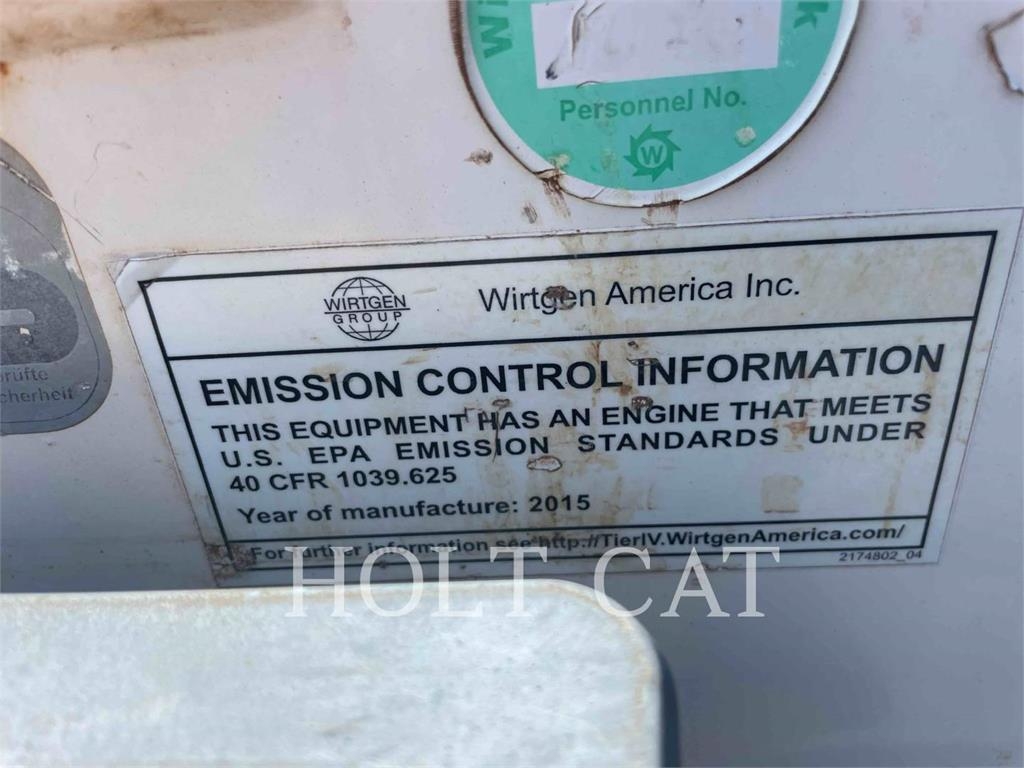 Personnel No.
W
WIRTGEN
GROUP
Wirtgen America Inc.
EMISSION CONTROL INFORMATION
THIS EQUIPMENT HAS AN ENGINE THAT MEETS
U.S. EPA EMISSION STANDARDS UNDER
40 CFR 1039.625
Year of manufacture: 2015
For further information see http://TierIV.WirtgenAmerica.com/
2174802_04
HOLT CAT